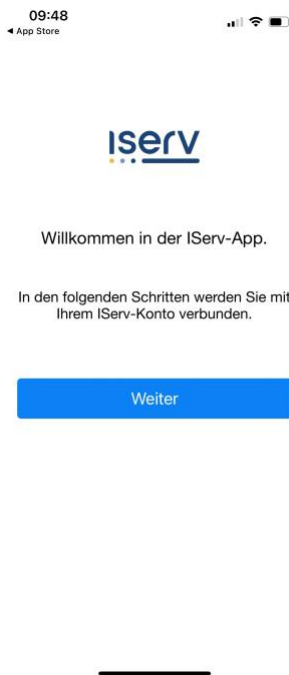 09:48
◀ App Store
Iserv
Willkommen in der IServ-App.
In den folgenden Schritten werden Sie mit
Ihrem IServ-Konto verbunden.
Weiter